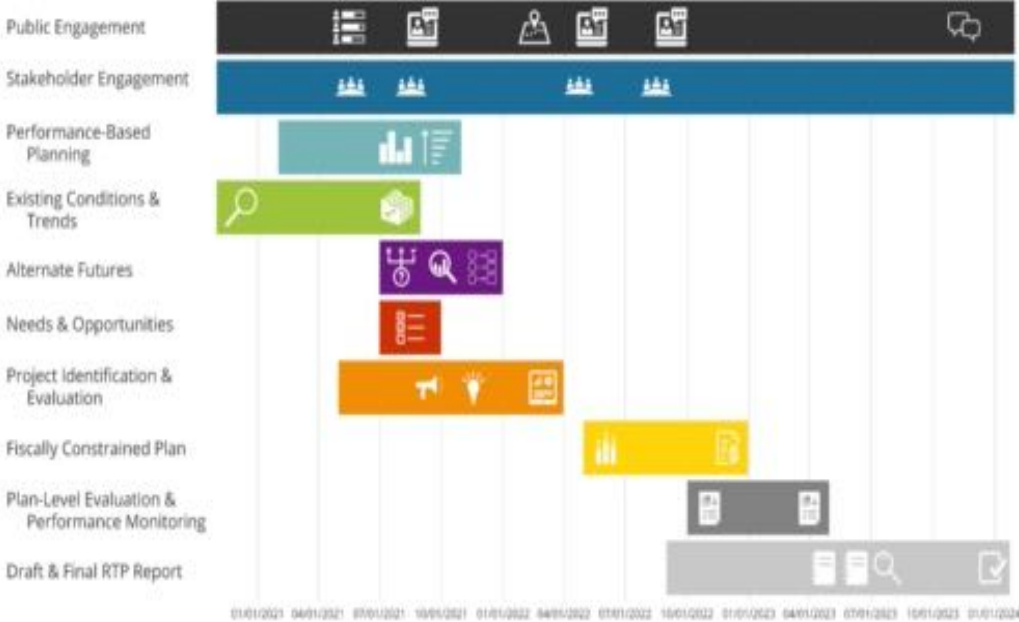 Public Engagement
Stakeholder Engagement
Performance-Based
Planning
Existing Conditions &
Trends
Alternate Futures
Needs & Opportunities
Project Identification &
Evaluation
Fiscally Constrained Plan
Plan-Level Evaluation &
Performance Monitoring
Draft & Final RTP Report
01/01/2021 04/01/2021 07/01/2021 10/01/2021 01/01/2022 04/01/2022 07/01/2022 10/01/2022 01/01/2023 04/01/2023 07/01/2023 10/01/2023 01/01/2024